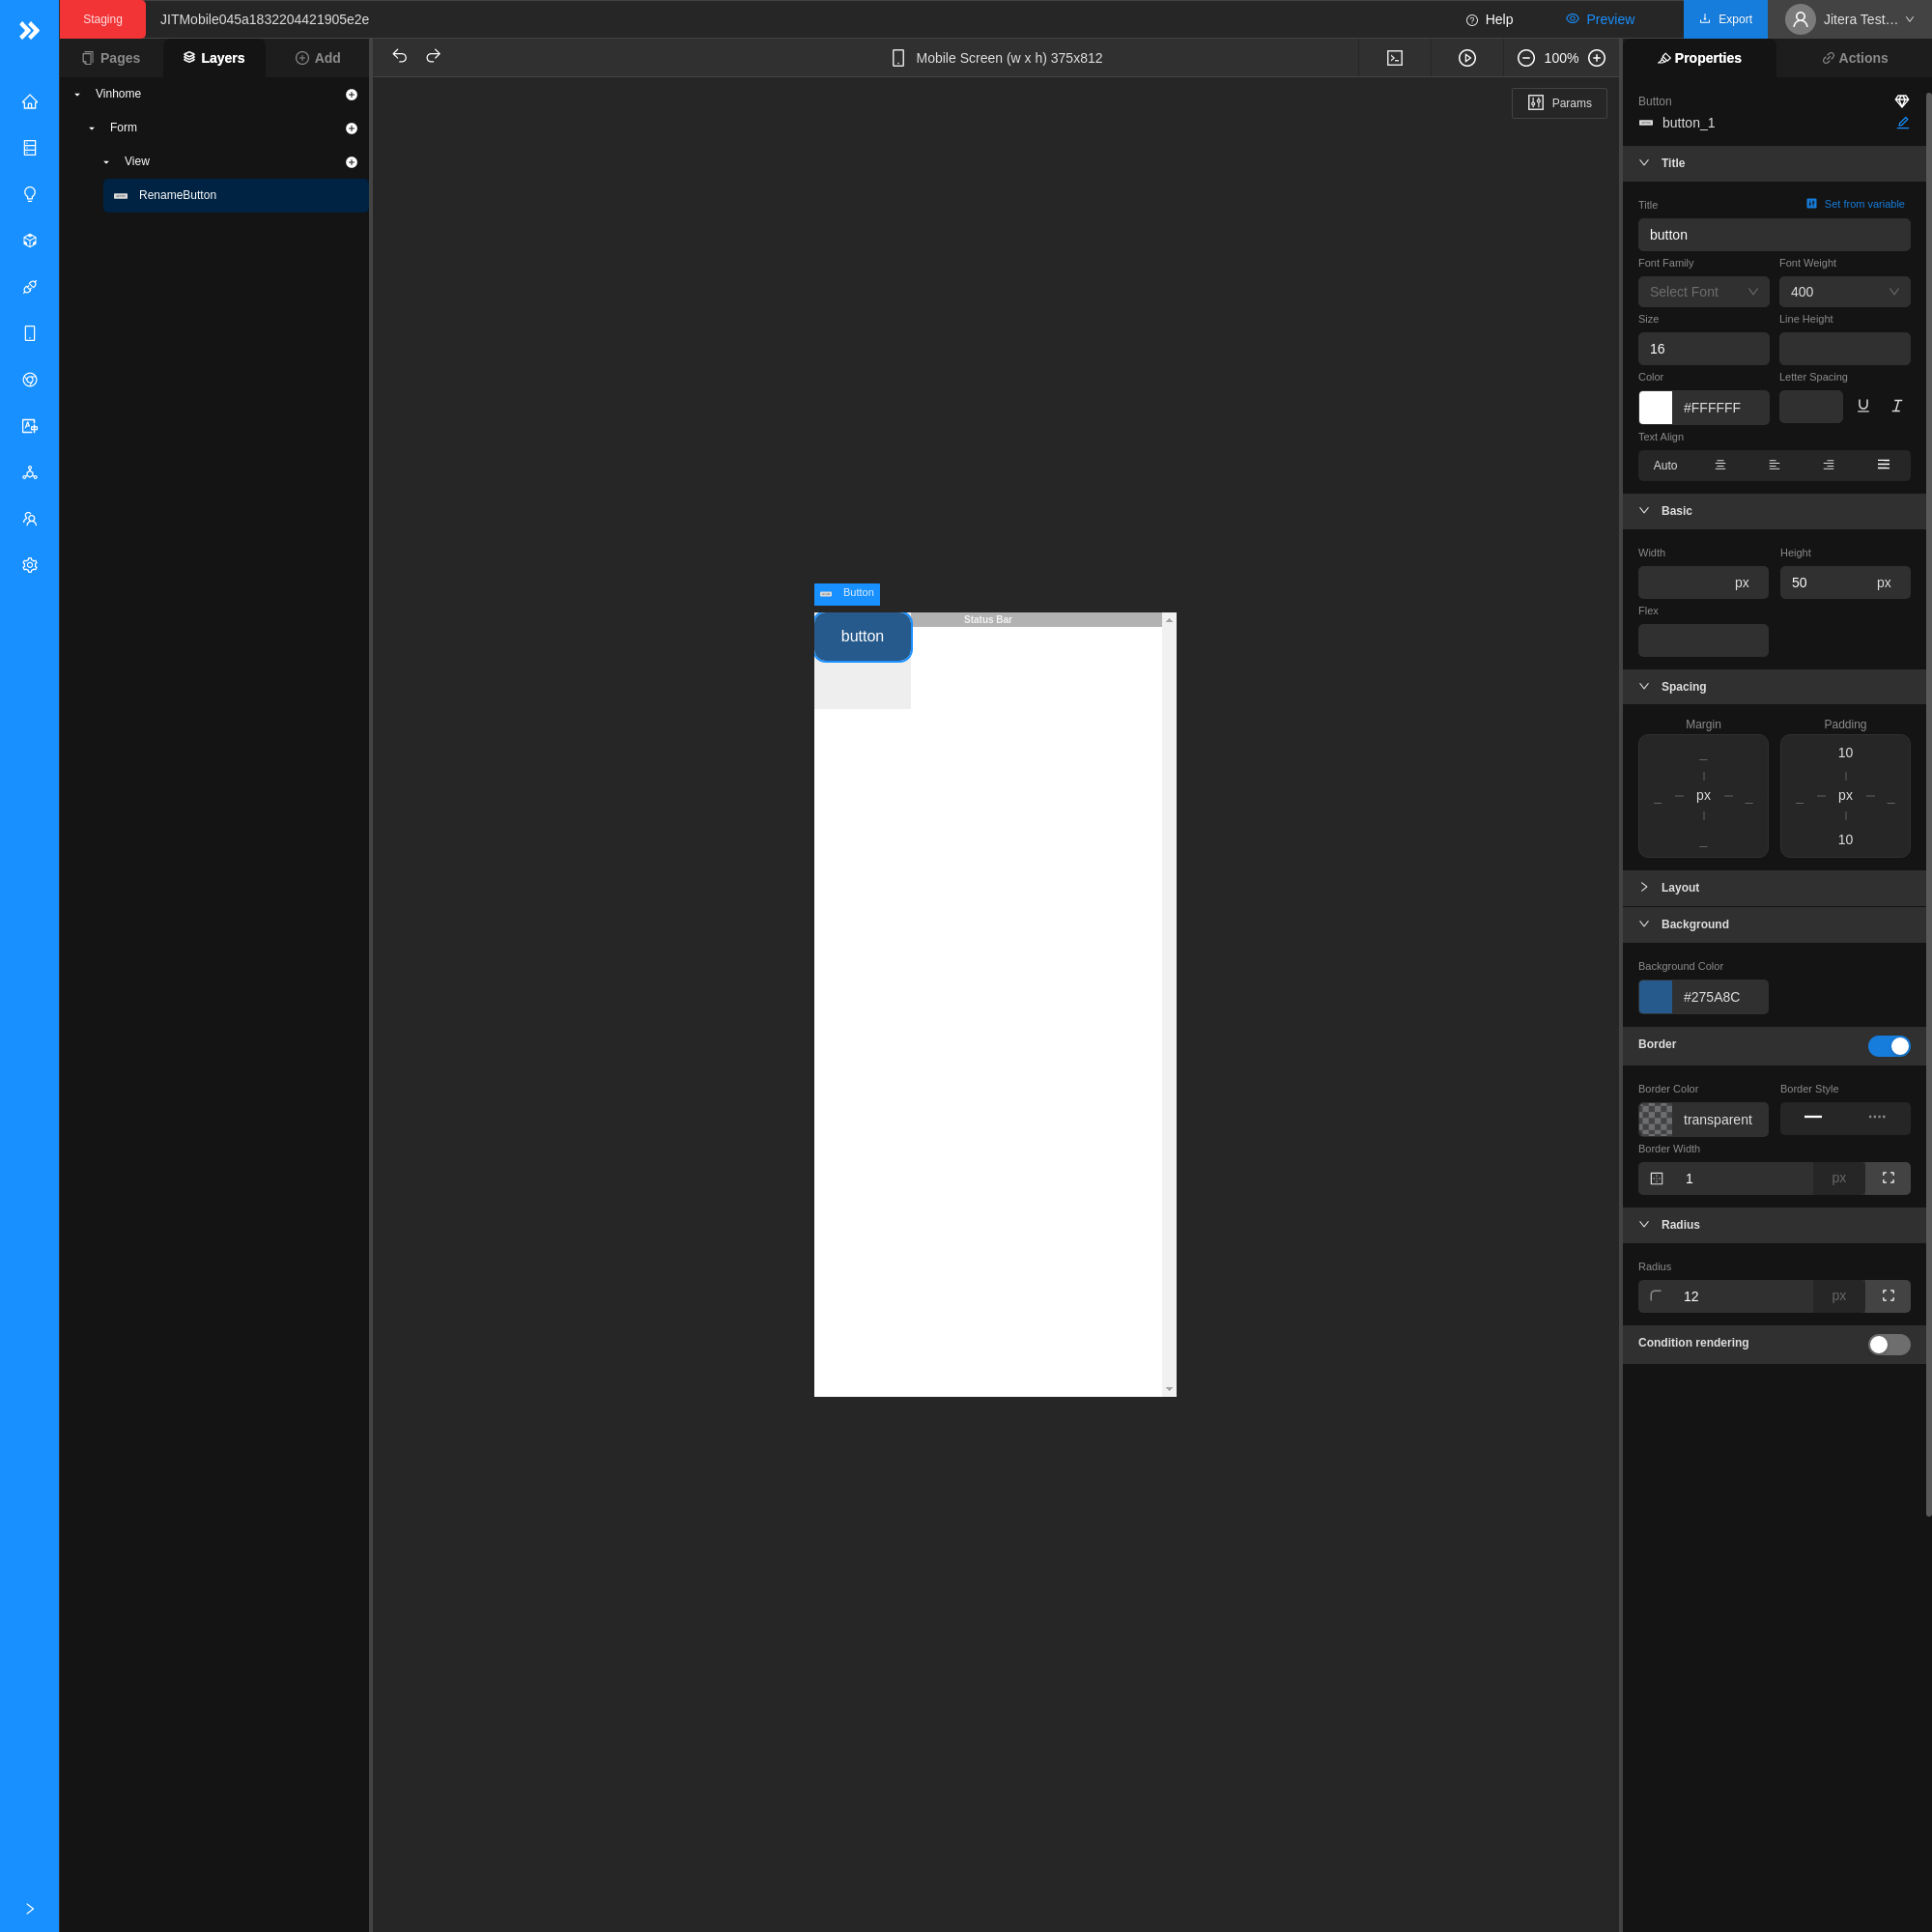 Staging
JITMobile045a1832204421905e2e
Help
Preview
Export
Jitera Test…
Pages
Layers
Add
Mobile Screen (w x h) 375x812
100%
Properties
Actions
Vinhome
Form
View
RenameButton
Params
Button
button
Status Bar
Button
button_1
Title
Title
Set from variable
button
Font Family
Font Weight
Select Font
400
Size
Line Height
16
Color
Letter Spacing
#FFFFFF
Text Align
Auto
Basic
Width
Height
px
50
px
Flex
Spacing
Margin
Padding
10
px
px
10
Layout
Background
Background Color
#275A8C
Border
Border Color
Border Style
transparent
Border Width
1
px
Radius
Radius
12
px
Condition rendering